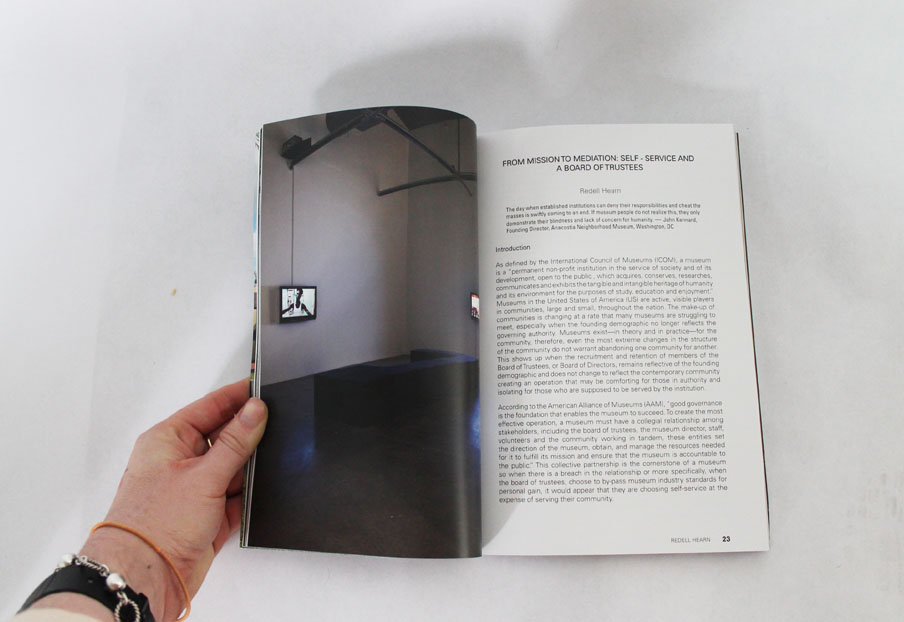 FROM MISSION TO MEDIATION: SELF - SERVICE AND
A BOARD OF TRUSTEES
Redell Hearn
The day when established institutions can deny their responsibilities and cheat the
masses is swiftly coming to an end. If museum people do not realize this, they only
demonstrate their blindness and lack of concern for humanity. — John Kennard,
Founding Director, Anacostia Neighborhood Museum, Washington, DC
Introduction
As defined by the International Council of Museums (ICOM), a museum
is a "permanent non-profit institution in the service of society and of its
development, open to the public, which acquires, conserves, researches,
communicates and exhibits the tangible and intangible heritage of humanity
and its environment for the purposes of study, education and enjoyment."
Museums in the United States of America (US) are active, visible players
in communities, large and small, throughout the nation. The make-up of
communities is changing at a rate that many museums are struggling to
meet, especially when the founding demographic no longer reflects the
governing authority. Museums exist—in theory and in practice—for the
community, therefore, even the most extreme changes in the structure
of the community do not warrant abandoning one community for another.
This shows up when the recruitment and retention of members of the
Board of Trustees, or Board of Directors, remains reflective of the founding
demographic and does not change to reflect the contemporary community
creating an operation that may be comforting for those in authority and
isolating for those who are supposed to be served by the institution.
According to the American Alliance of Museums (AAM), "good governance
is the foundation that enables the museum to succeed. To create the most
effective operation, a museum must have a collegial relationship among
stakeholders, including the board of trustees, the museum director, staff,
volunteers and the community working in tandem, these entities set
the direction of the museum, obtain, and manage the resources needed
for it to fulfill its mission and ensure that the museum is accountable to
the public." This collective partnership is the cornerstone of a museum
so when there is a breach in the relationship or more specifically, when
the board of trustees, choose to by-pass museum industry standards for
personal gain, it would appear that they are choosing self-service at the
expense of serving their community.
REDELL HEARN 23